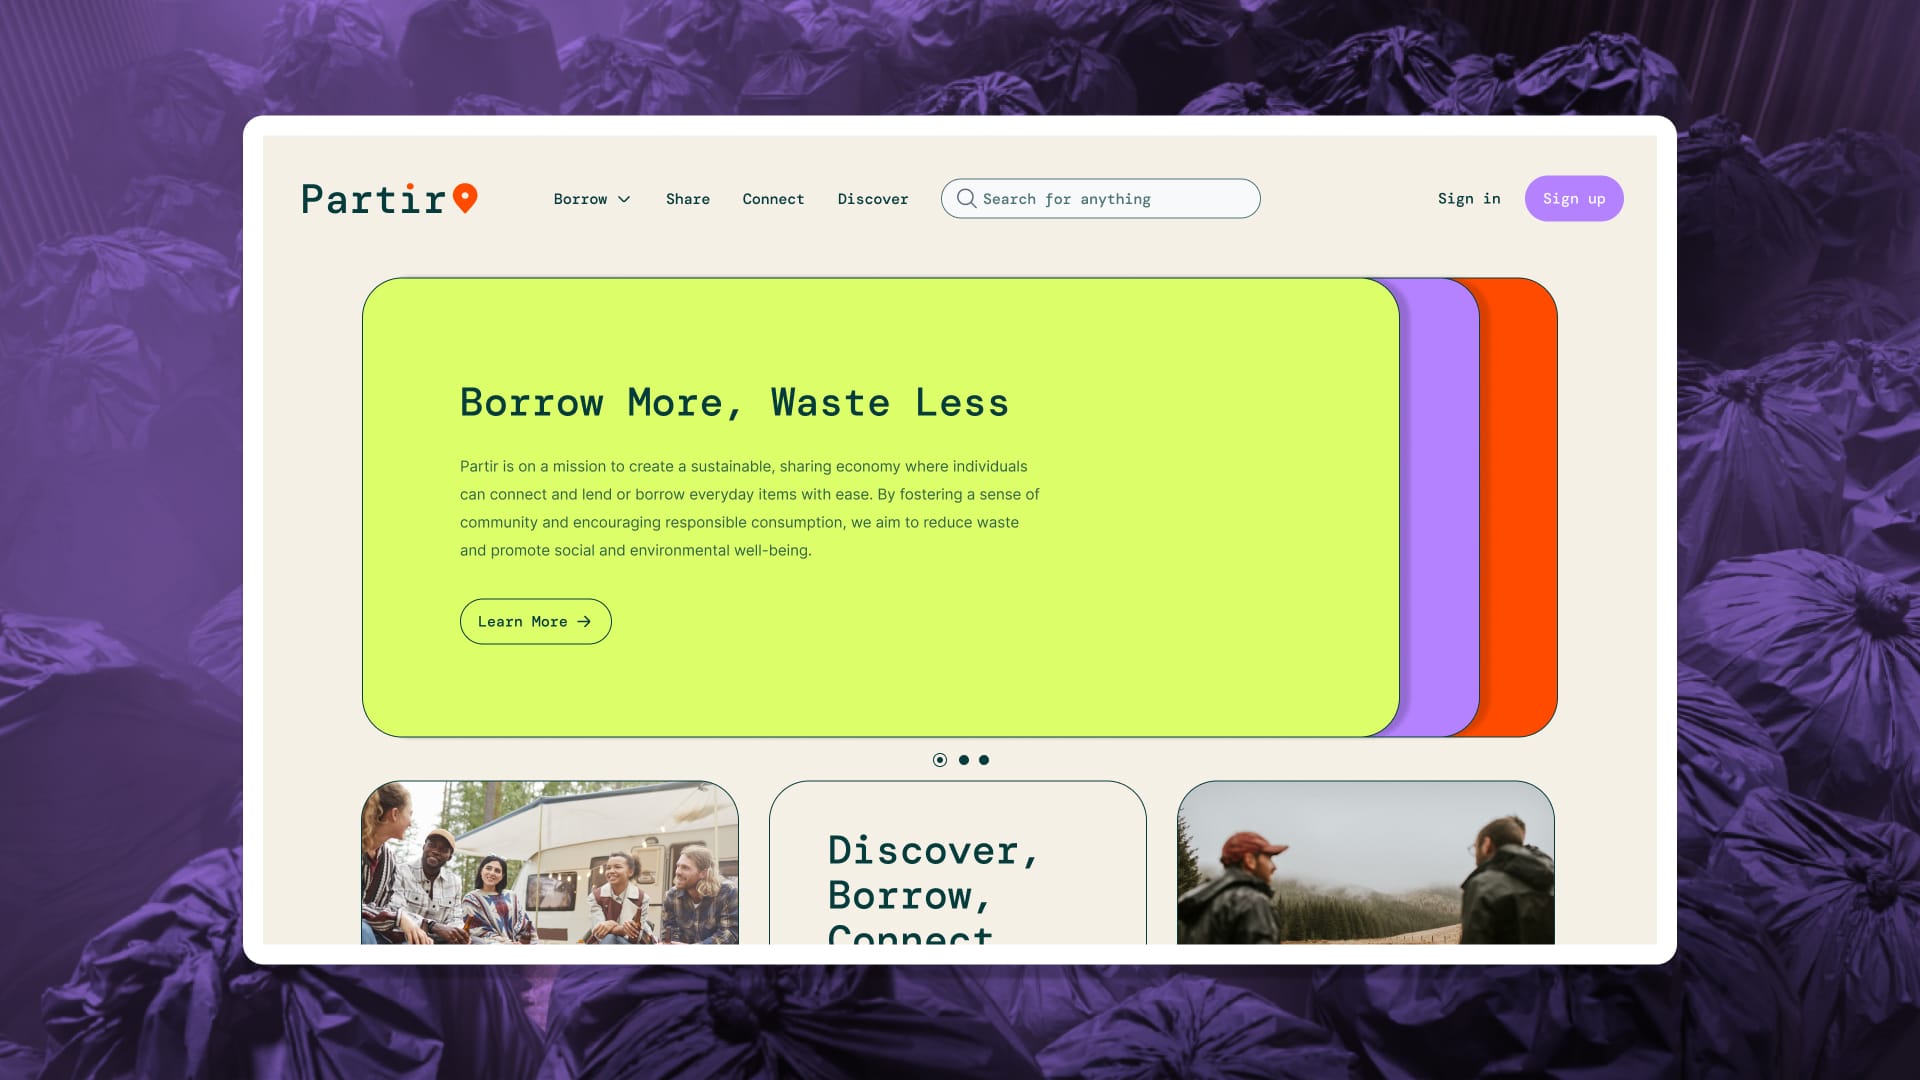 Partir
Borrow
Share
Connect
Discover
Search for anything
Sign in
Sign up
Borrow More, Waste Less
Partir is on a mission to create a sustainable, sharing economy where individuals
can connect and lend or borrow everyday items with ease. By fostering a sense of
community and encouraging responsible consumption, we aim to reduce waste
and promote social and environmental well-being.
Learn More →
Discover,
Borrow,
Connect